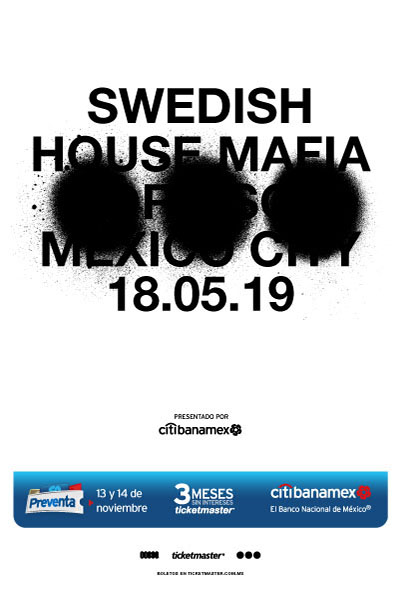 SWEDISH
HOUSE MAFIA
MEXICO CITY
18.05.19
PRESENTADO POR
citibanamex
Preventa
13 y 14 de
noviembre
3 MESES
SIN INTERESES
ticketmaster
citibanamex
El Banco Nacional de México®
ticketmaster®
BOLETOS EN TICKETMASTER.COM.MX